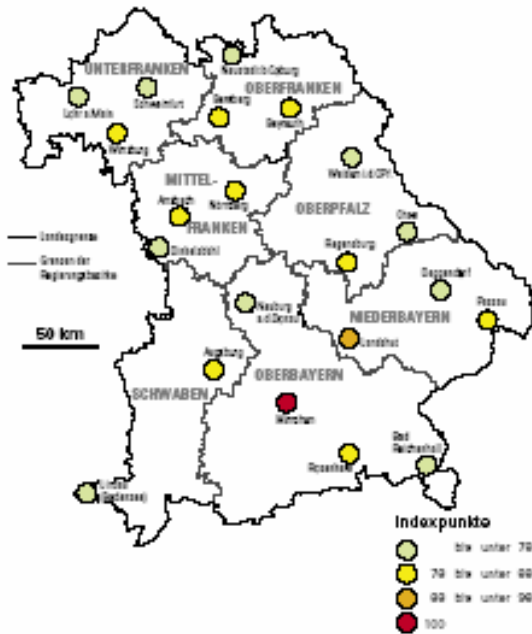 UNTERFRANKEN
Neustadt b Coburg
OBERFRANKEN
Lohr a Main
Schweinfurt
Bamberg
Bayreuth
Würzburg
MITTEL-
Weiden i.d.OPf
Ansbach
Nürnberg
OBERPFALZ
FRANKEN
Cham
Landesgrenze
Dinkelsbühl
Regensburg
Grenzen der
Regierungsbezirke
Deggendorf
Neuburg
a.d.Donau
Passau
50 km
NIEDERBAYERN
Landshut
Augsburg
OBERBAYERN
SCHWABEN
München
Bad
Reichenhall
Rosenheim
Lindau
(Bodensee)
Indexpunkte
bis unter
bis unter
bis unter
100